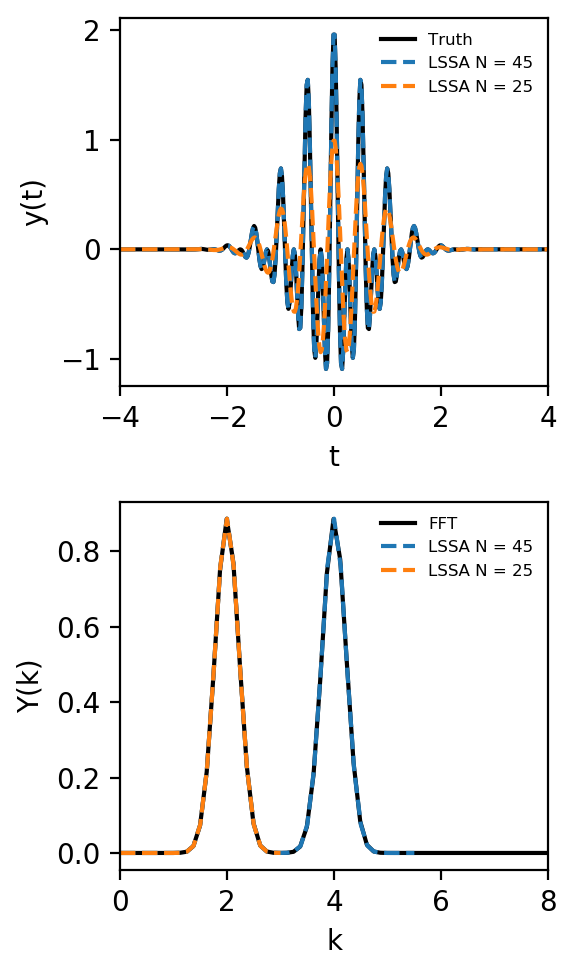 2
1
0
−1
y(t)
Truth
LSSA N = 45
LSSA N = 25
−4 −2 0 2 4
t
0.8
0.6
0.4
0.2
0.0
Y(k)
FFT
LSSA N = 45
LSSA N = 25
0 2 4 6 8
k